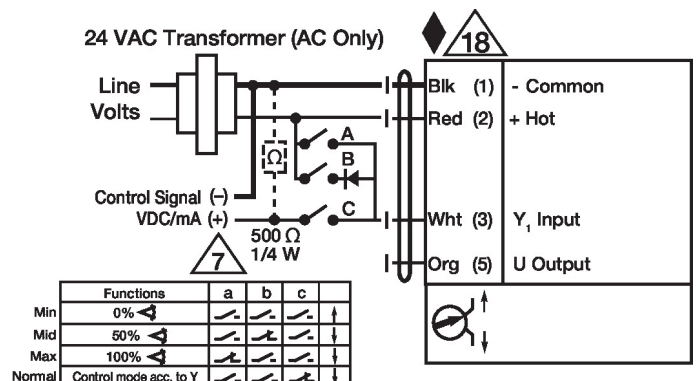 24 VAC Transformer (AC Only)
18
Line
Volts
Blk (1) - Common
Red (2) + Hot
A
Ω
B
Control Signal (–)
VDC/mA (+)
C
Wht (3) Y₁ Input
500 Ω
1/4 W
7
Org (5) U Output
Functions a b c
Min 0%
Mid 50%
Max 100%
Normal Control mode acc. to Y